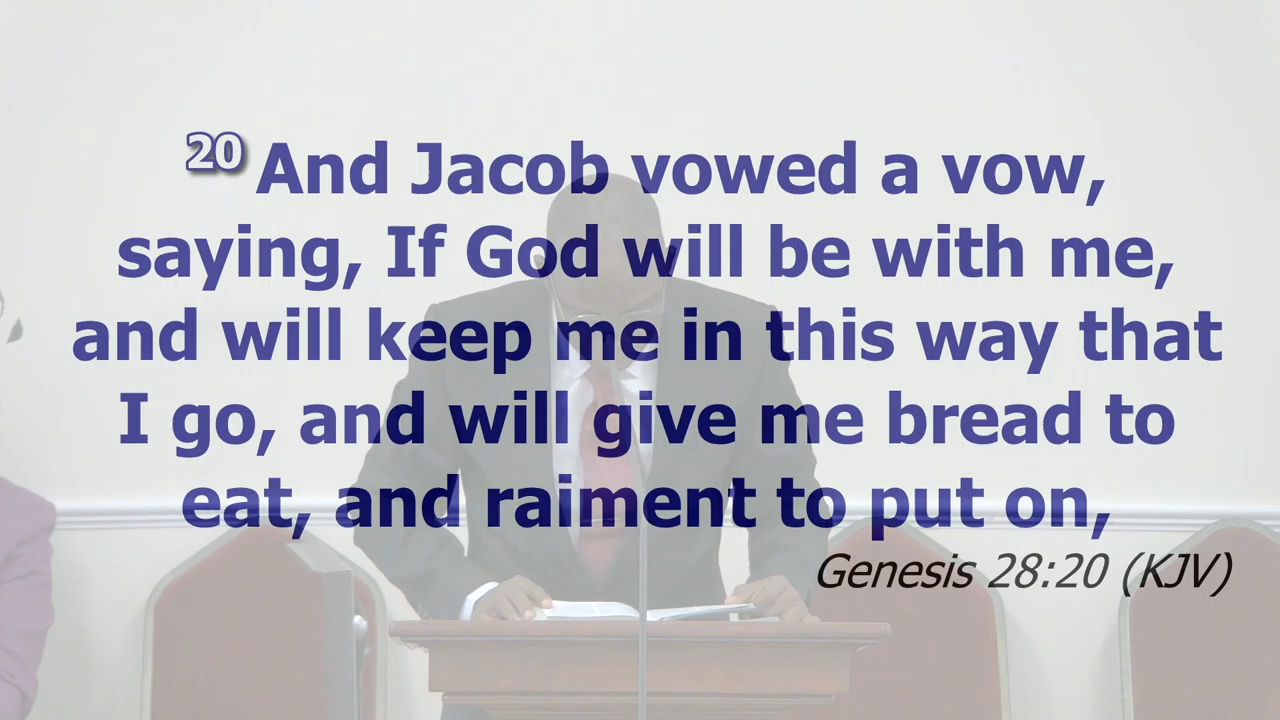 20 And Jacob vowed a vow,
saying, If God will be with me,
and will keep me in this way that
I go, and will give me bread to
eat, and raiment to put on,
Genesis 28:20 (KJV)